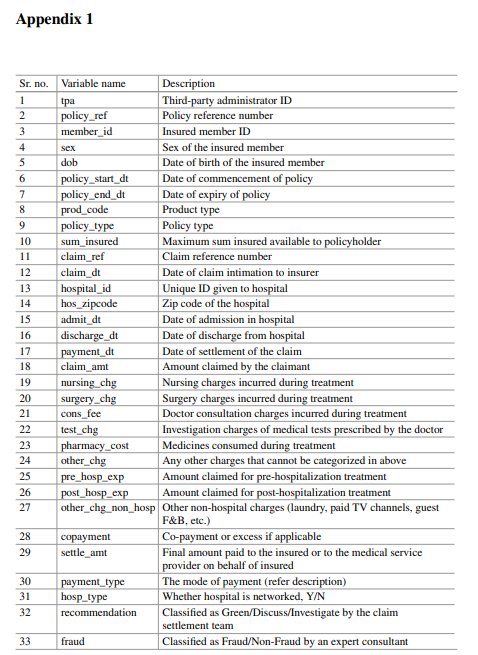 Appendix 1
Sr. no. Variable name Description
1 tpa Third-party administrator ID
2 policy_ref Policy reference number
3 member_id Insured member ID
4 sex Sex of the insured member
5 dob Date of birth of the insured member
6 policy_start_dt Date of commencement of policy
7 policy_end_dt Date of expiry of policy
8 prod_code Product type
9 policy_type Policy type
10 sum_insured Maximum sum insured available to policyholder
11 claim_ref Claim reference number
12 claim_dt Date of claim intimation to insurer
13 hospital_id Unique ID given to hospital
14 hos_zipcode Zip code of the hospital
15 admit_dt Date of admission in hospital
16 discharge_dt Date of discharge from hospital
17 payment_dt Date of settlement of the claim
18 claim_amt Amount claimed by the claimant
19 nursing_chg Nursing charges incurred during treatment
20 surgery_chg Surgery charges incurred during treatment
21 cons_fee Doctor consultation charges incurred during treatment
22 test_chg Investigation charges of medical tests prescribed by the doctor
23 pharmacy_cost Medicines consumed during treatment
24 other_chg Any other charges that cannot be categorized in above
25 pre_hosp_exp Amount claimed for pre-hospitalization treatment
26 post_hosp_exp Amount claimed for post-hospitalization treatment
27 other_chg_non_hosp Other non-hospital charges (laundry, paid TV channels, guest
F&B, etc.)
28 copayment Co-payment or excess if applicable
29 settle_amt Final amount paid to the insured or to the medical service
provider on behalf of insured
30 payment_type The mode of payment (refer description)
31 hosp_type Whether hospital is networked, Y/N
32 recommendation Classified as Green/Discuss/Investigate by the claim
settlement team
33 fraud Classified as Fraud/Non-Fraud by an expert consultant